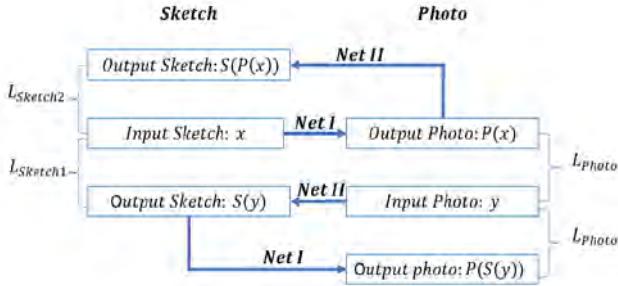 Sketch Photo
Net II
Output Sketch: S(P(x))
L_Sketch2
Net I
Input Sketch: x Output Photo: P(x)
L_Sketch1 L_Photo
Net II
Output Sketch: S(y) Input Photo: y
L_Photo
Net I
Output photo: P(S(y))